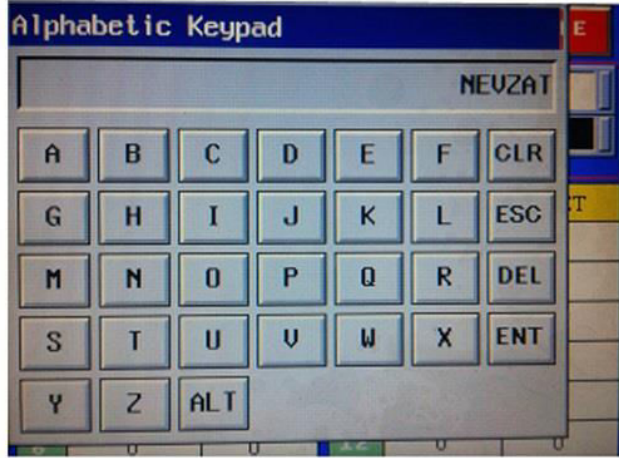 Alphabetic Keypad
E
NEVZAT
A B C D E F CLR
G H I J K L ESC
M N O P Q R DEL
S T U V W X ENT
Y Z ALT